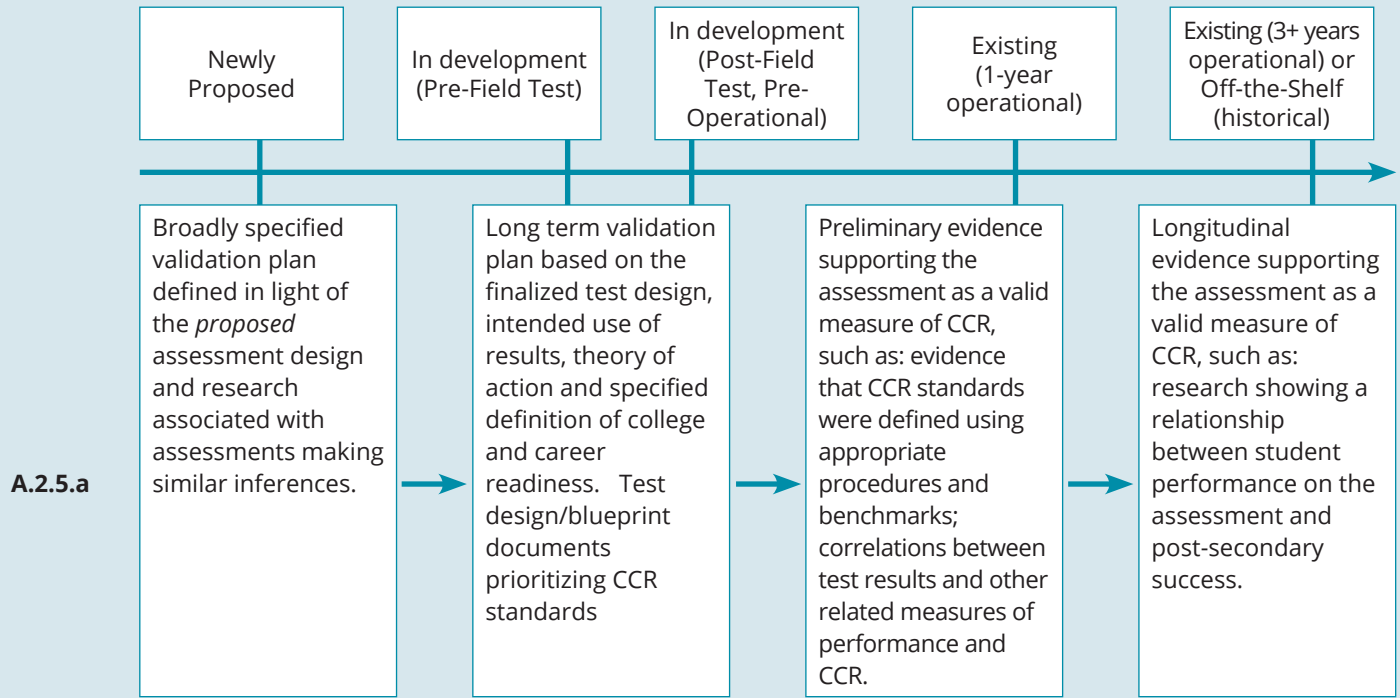 Newly
Proposed
In development
(Pre-Field Test)
In development
(Post-Field
Test, Pre-
Operational)
Existing
(1-year
operational)
Existing (3+ years
operational) or
Off-the-Shelf
(historical)
A.2.5.a
Broadly specified
validation plan
defined in light of
the proposed
assessment design
and research
associated with
assessments making
similar inferences.
Long term validation
plan based on the
finalized test design,
intended use of
results, theory of
action and specified
definition of college
and career
readiness. Test
design/blueprint
documents
prioritizing CCR
standards
Preliminary evidence
supporting the
assessment as a valid
measure of CCR,
such as: evidence
that CCR standards
were defined using
appropriate
procedures and
benchmarks;
correlations between
test results and other
related measures of
performance and
CCR.
Longitudinal
evidence supporting
the assessment as a
valid measure of
CCR, such as:
research showing a
relationship
between student
performance on the
assessment and
post-secondary
success.